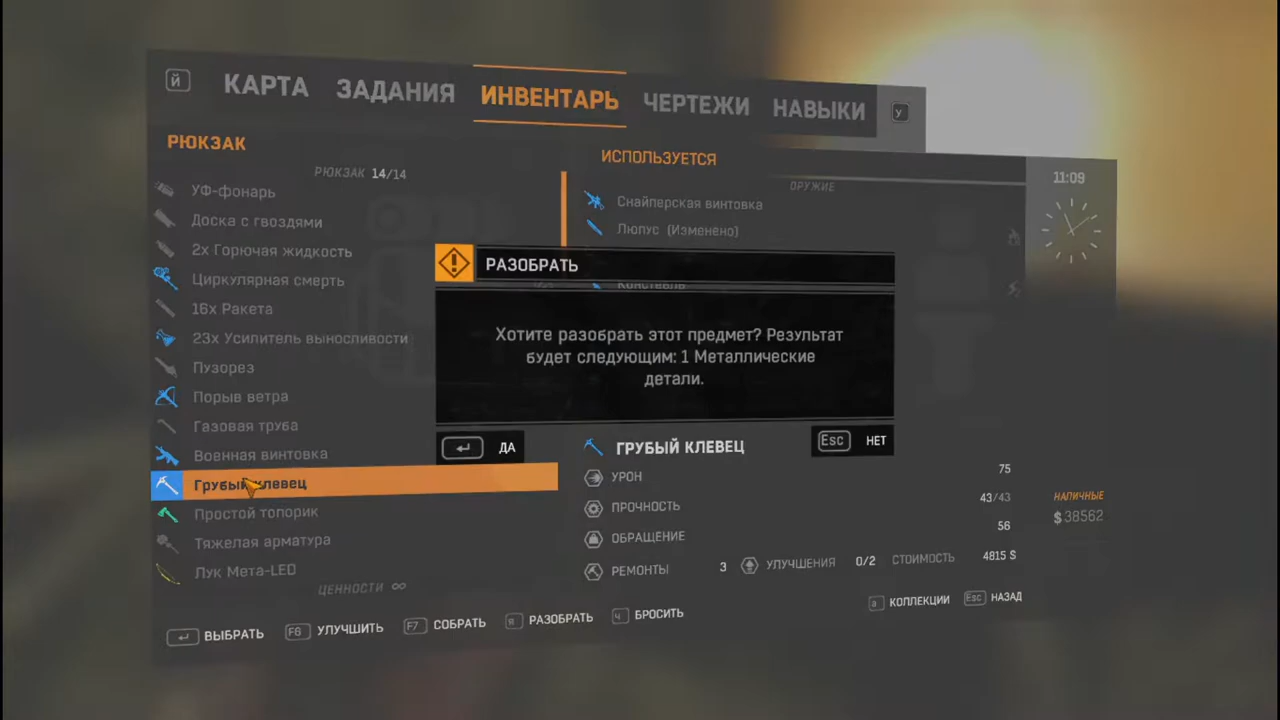 Й КАРТА ЗАДАНИЯ ИНВЕНТАРЬ ЧЕРТЕЖИ НАВЫКИ У
РЮКЗАК
РЮКЗАК 14/14
УФ-фонарь
Доска с гвоздями
2x Горючая жидкость
Циркулярная смерть
16x Ракета
23x Усилитель выносливости
Пузорез
Порыв ветра
Газовая труба
Военная винтовка
Грубый клевец
Простой топорик
Тяжелая арматура
Лук Мета-LED
ЦЕННОСТИ ∞
ИСПОЛЬЗУЕТСЯ
ОРУЖИЕ
Снайперская винтовка
Люпус (Изменено)
11:09
РАЗОБРАТЬ
Хотите разобрать этот предмет? Результат
будет следующим: 1 Металлические
детали.
ДА
Esc НЕТ
ГРУБЫЙ КЛЕВЕЦ
УРОН 75
ПРОЧНОСТЬ 43/43
ОБРАЩЕНИЕ 56
РЕМОНТЫ 3 УЛУЧШЕНИЯ 0/2 СТОИМОСТЬ 4815 $
НАЛИЧНЫЕ
$ 38562
ВЫБРАТЬ F6 УЛУЧШИТЬ F7 СОБРАТЬ Я РАЗОБРАТЬ Ч БРОСИТЬ
КОЛЛЕКЦИИ Esc НАЗАД